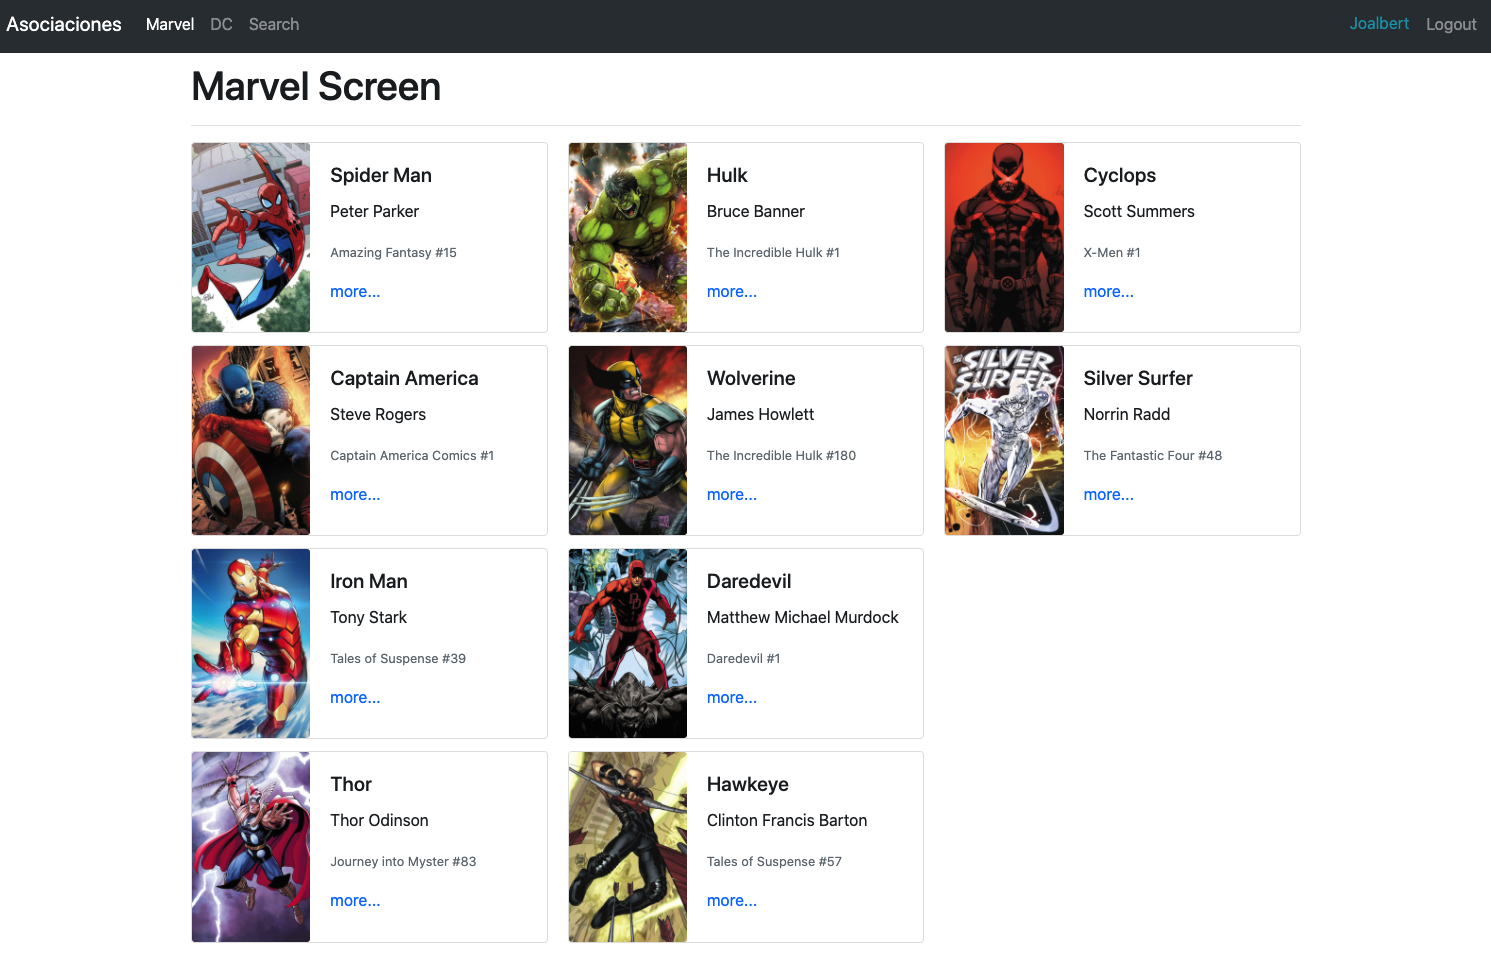 Asociaciones Marvel DC Search Joalbert Logout
Marvel Screen
Spider Man
Peter Parker
Amazing Fantasy #15
more...
Hulk
Bruce Banner
The Incredible Hulk #1
more...
Cyclops
Scott Summers
X-Men #1
more...
Captain America
Steve Rogers
Captain America Comics #1
more...
Wolverine
James Howlett
The Incredible Hulk #180
more...
SILVER
SURFER
Silver Surfer
Norrin Radd
The Fantastic Four #48
more...
Iron Man
Tony Stark
Tales of Suspense #39
more...
DD
Daredevil
Matthew Michael Murdock
Daredevil #1
more...
Thor
Thor Odinson
Journey into Myster #83
more...
Hawkeye
Clinton Francis Barton
Tales of Suspense #57
more...